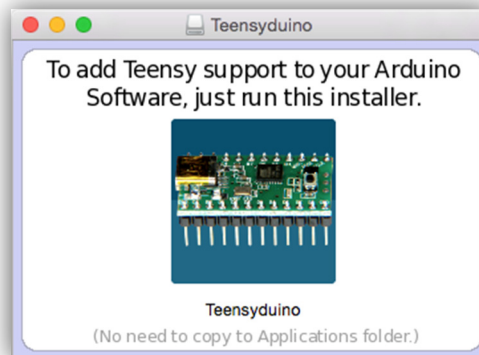 Teensyduino
To add Teensy support to your Arduino
Software, just run this installer.
Teensyduino
(No need to copy to Applications folder.)